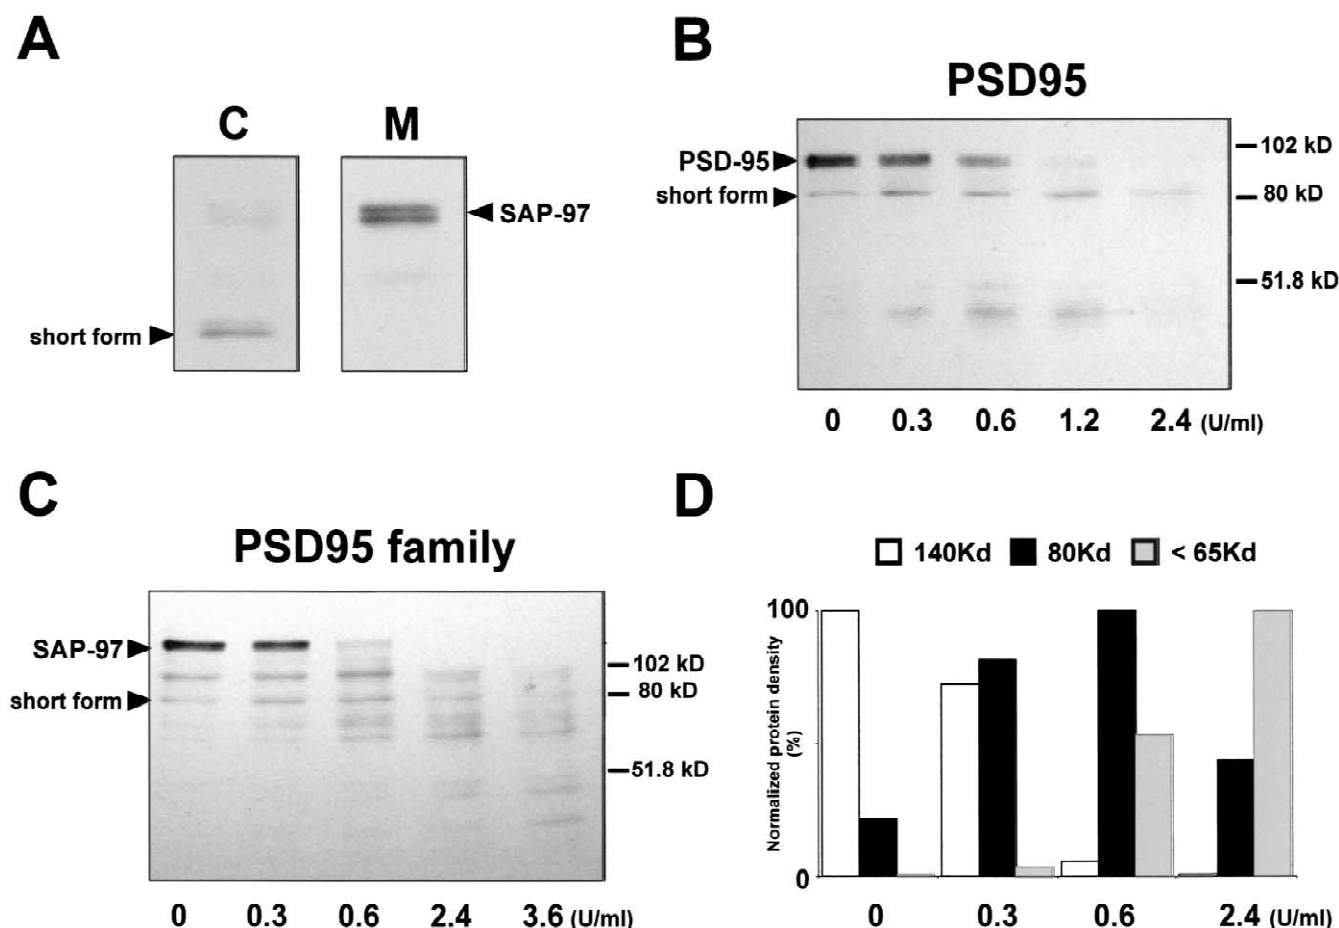 A
C M
SAP-97
short form
B
PSD95
PSD-95
short form
102 kD
80 kD
51.8 kD
0 0.3 0.6 1.2 2.4 (U/ml)
C
PSD95 family
SAP-97
short form
102 kD
80 kD
51.8 kD
0 0.3 0.6 2.4 3.6 (U/ml)
D
140Kd 80Kd < 65Kd
Normalized protein density
(%)
100
0
0 0.3 0.6 2.4 (U/ml)